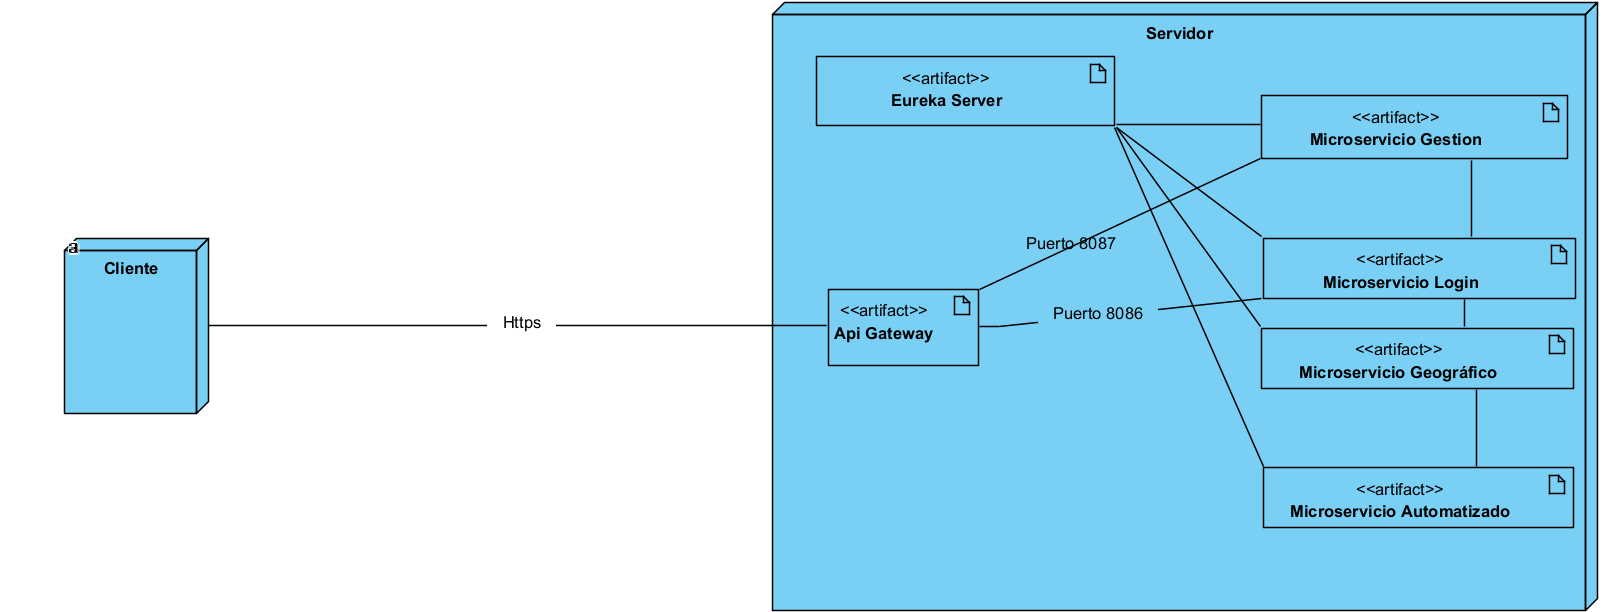 Servidor
<<artifact>>
Eureka Server
<<artifact>>
Microservicio Gestion
Puerto 8087
a
Cliente
<<artifact>>
Microservicio Login
Https
<<artifact>>
Api Gateway
Puerto 8086
<<artifact>>
Microservicio Geográfico
<<artifact>>
Microservicio Automatizado